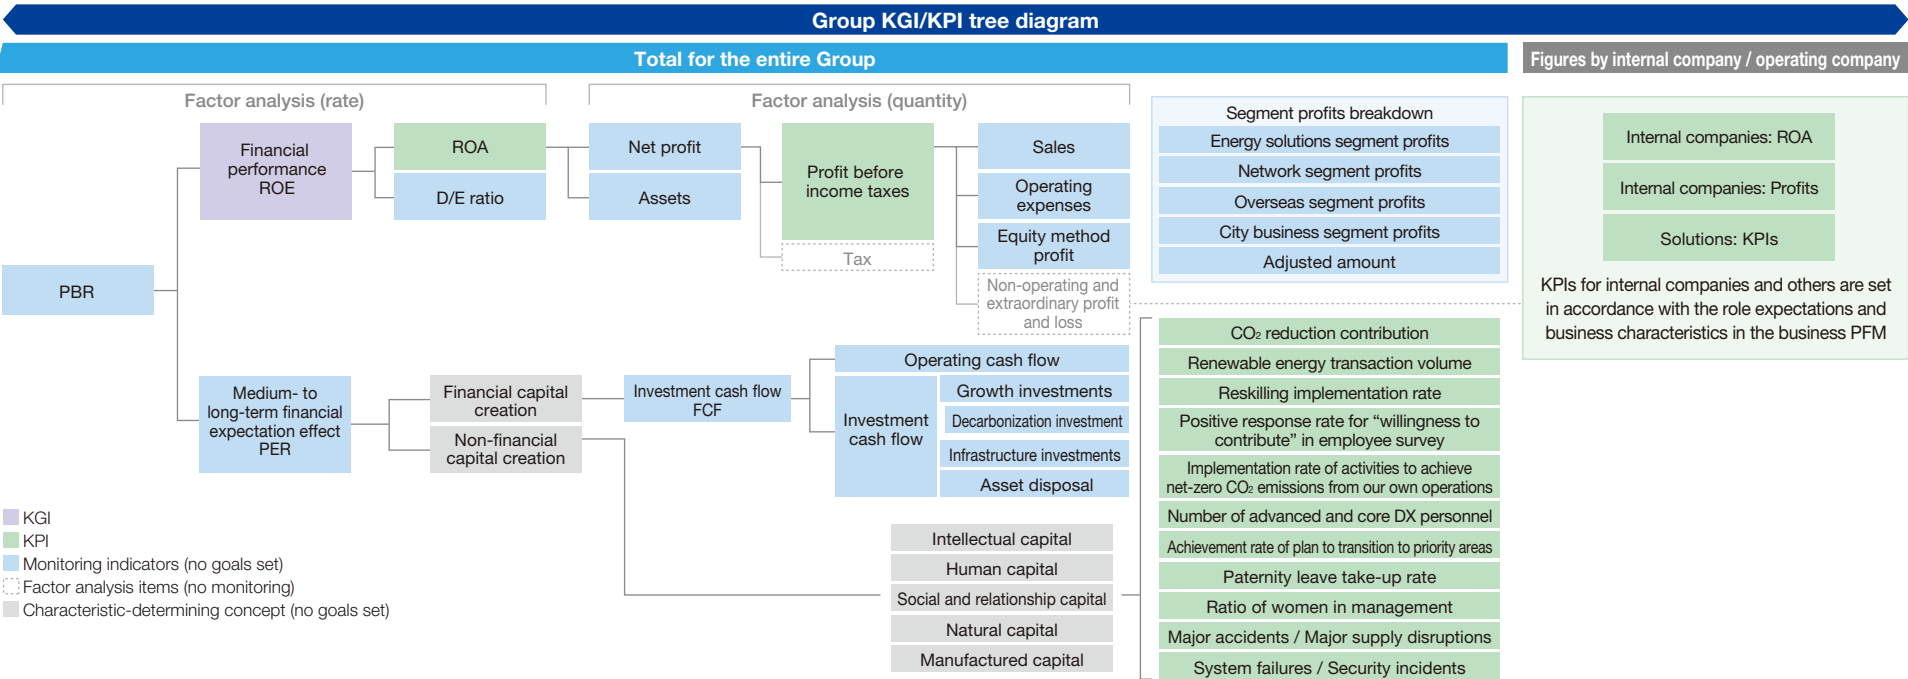 Group KGI/KPI tree diagram
Total for the entire Group
Figures by internal company / operating company
Factor analysis (rate)
Factor analysis (quantity)
PBR
Financial
performance
ROE
ROA
D/E ratio
Net profit
Assets
Profit before
income taxes
Tax
Sales
Operating
expenses
Equity method
profit
Non-operating and
extraordinary profit
and loss
Segment profits breakdown
Energy solutions segment profits
Network segment profits
Overseas segment profits
City business segment profits
Adjusted amount
Internal companies: ROA
Internal companies: Profits
Solutions: KPIs
KPIs for internal companies and others are set
in accordance with the role expectations and
business characteristics in the business PFM
Medium- to
long-term financial
expectation effect
PER
Financial capital
creation
Non-financial
capital creation
Investment cash flow
FCF
Operating cash flow
Investment
cash flow
Growth investments
Decarbonization investment
Infrastructure investments
Asset disposal
Intellectual capital
Human capital
Social and relationship capital
Natural capital
Manufactured capital
CO₂ reduction contribution
Renewable energy transaction volume
Reskilling implementation rate
Positive response rate for “willingness to
contribute” in employee survey
Implementation rate of activities to achieve
net-zero CO₂ emissions from our own operations
Number of advanced and core DX personnel
Achievement rate of plan to transition to priority areas
Paternity leave take-up rate
Ratio of women in management
Major accidents / Major supply disruptions
System failures / Security incidents
KGI
KPI
Monitoring indicators (no goals set)
Factor analysis items (no monitoring)
Characteristic-determining concept (no goals set)